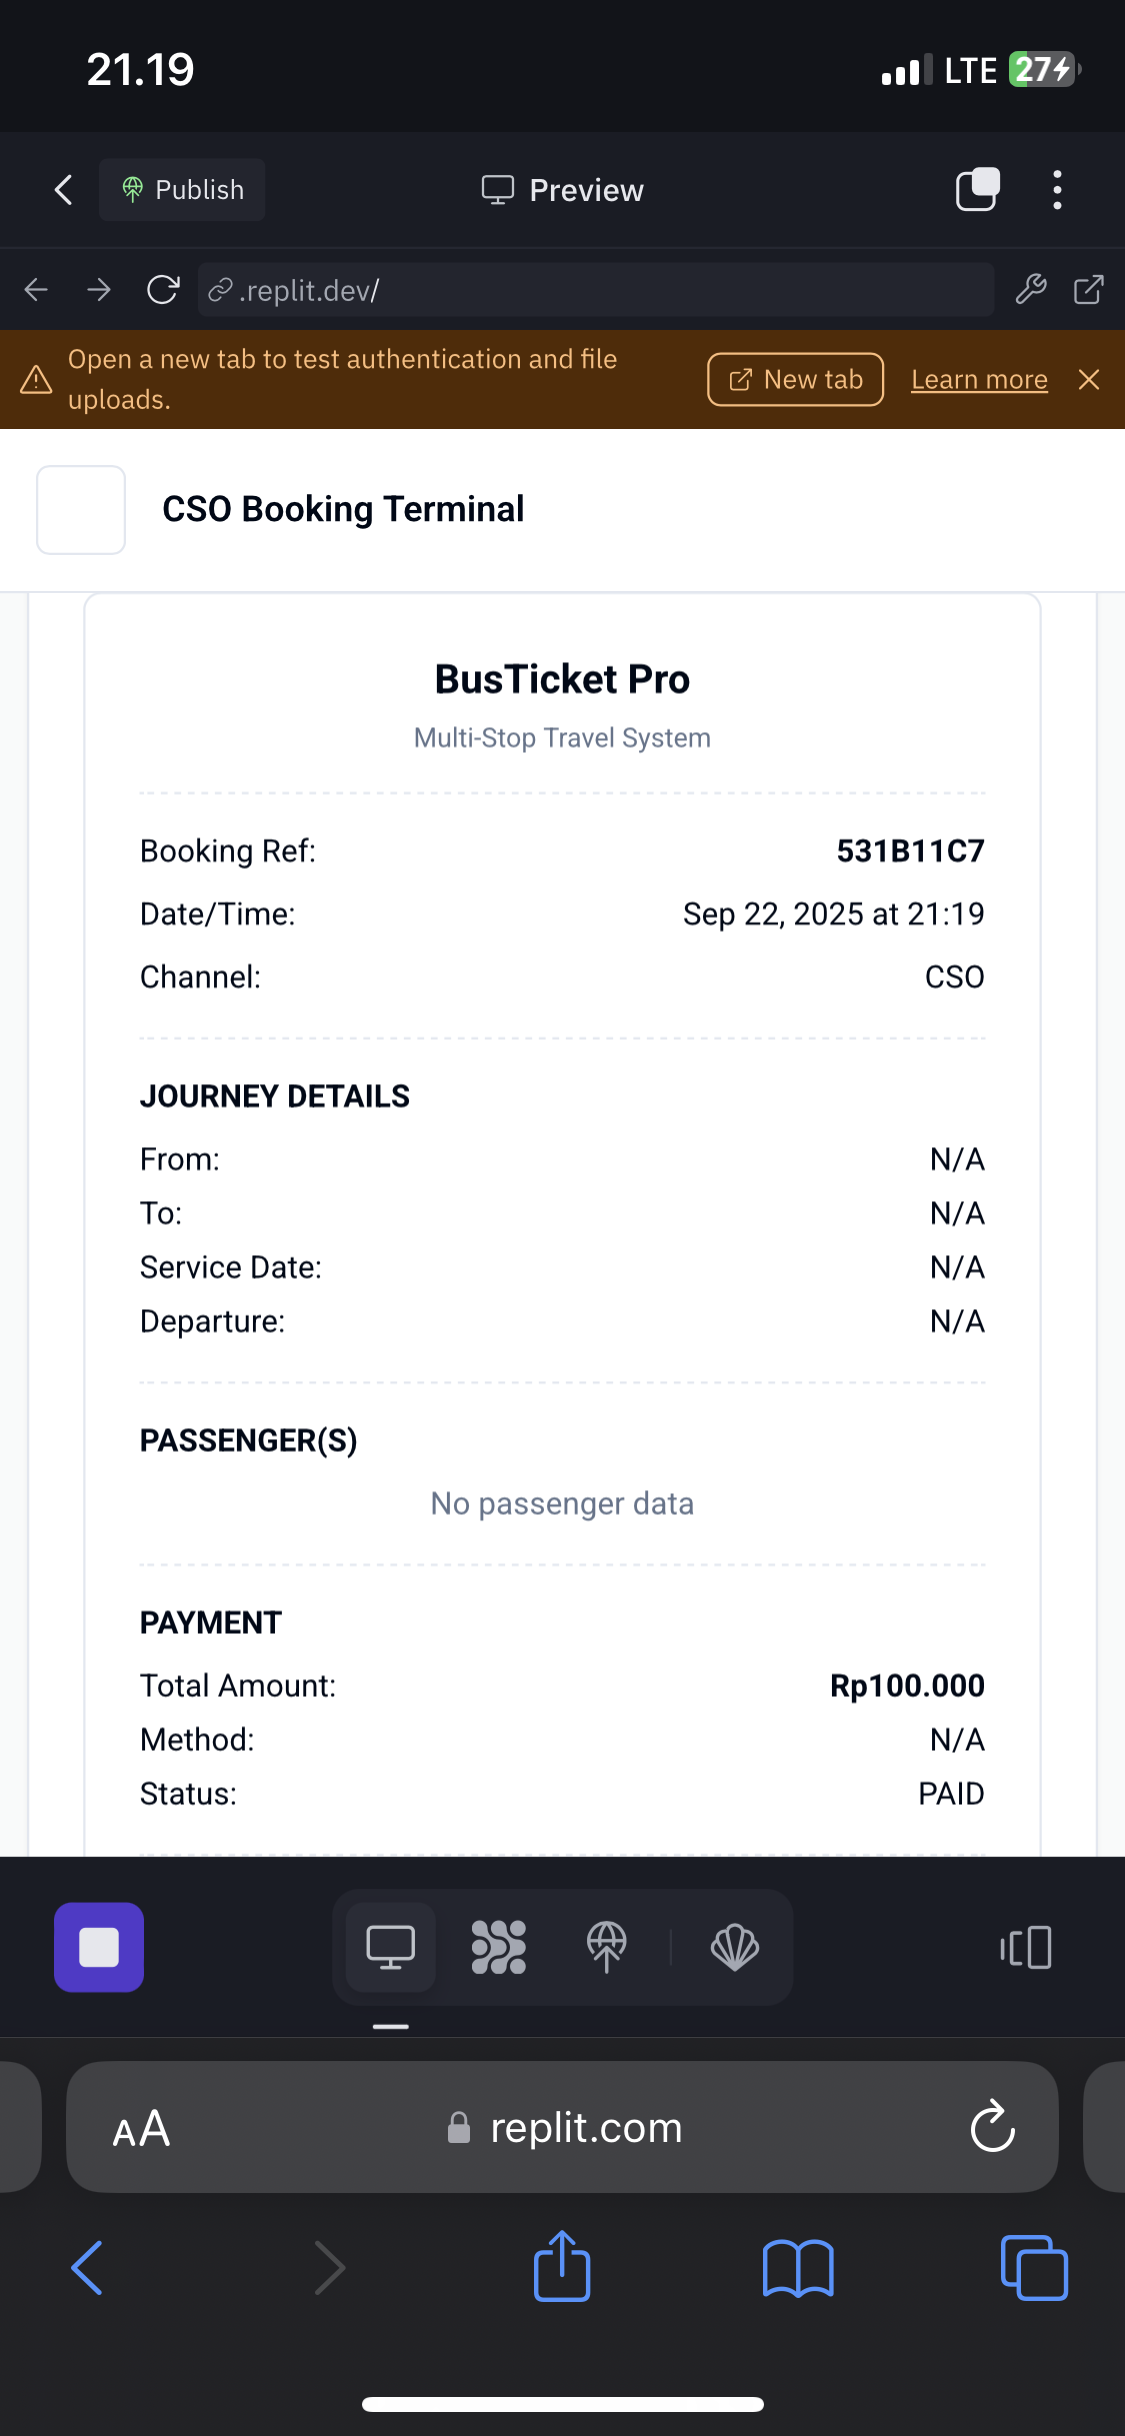 21.19
LTE 27
Publish
Preview
.replit.dev/
Open a new tab to test authentication and file uploads.
New tab
Learn more
CSO Booking Terminal
BusTicket Pro
Multi-Stop Travel System
Booking Ref: 531B11C7
Date/Time: Sep 22, 2025 at 21:19
Channel: CSO
JOURNEY DETAILS
From: N/A
To: N/A
Service Date: N/A
Departure: N/A
PASSENGER(S)
No passenger data
PAYMENT
Total Amount: Rp100.000
Method: N/A
Status: PAID
AA replit.com